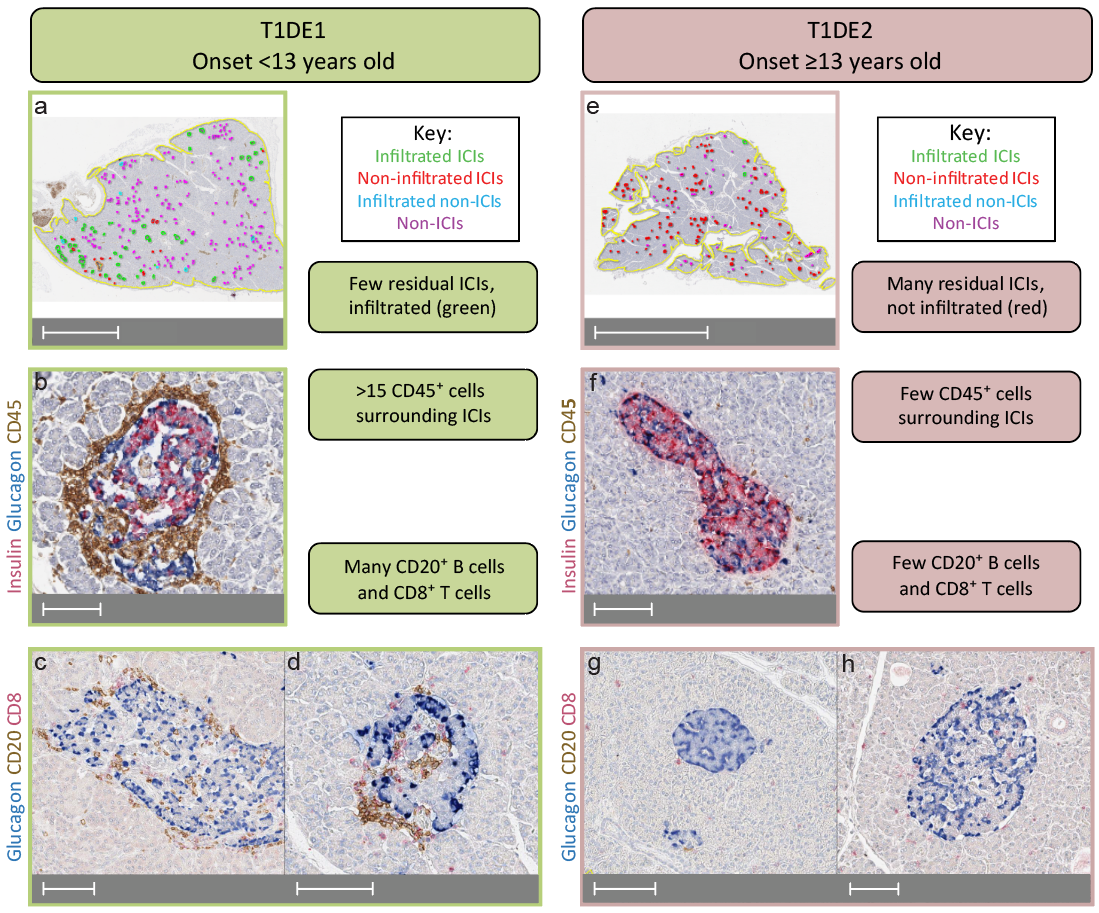 T1DE1
Onset <13 years old
T1DE2
Onset ≥13 years old
a
Key:
Infiltrated ICIs
Non-infiltrated ICIs
Infiltrated non-ICIs
Non-ICIs
Few residual ICIs,
infiltrated (green)
e
Key:
Infiltrated ICIs
Non-infiltrated ICIs
Infiltrated non-ICIs
Non-ICIs
Many residual ICIs,
not infiltrated (red)
Insulin Glucagon CD45
b
>15 CD45⁺ cells
surrounding ICIs
Many CD20⁺ B cells
and CD8⁺ T cells
Insulin Glucagon CD45
f
Few CD45⁺ cells
surrounding ICIs
Few CD20⁺ B cells
and CD8⁺ T cells
Glucagon CD20 CD8
c
d
Glucagon CD20 CD8
g
h